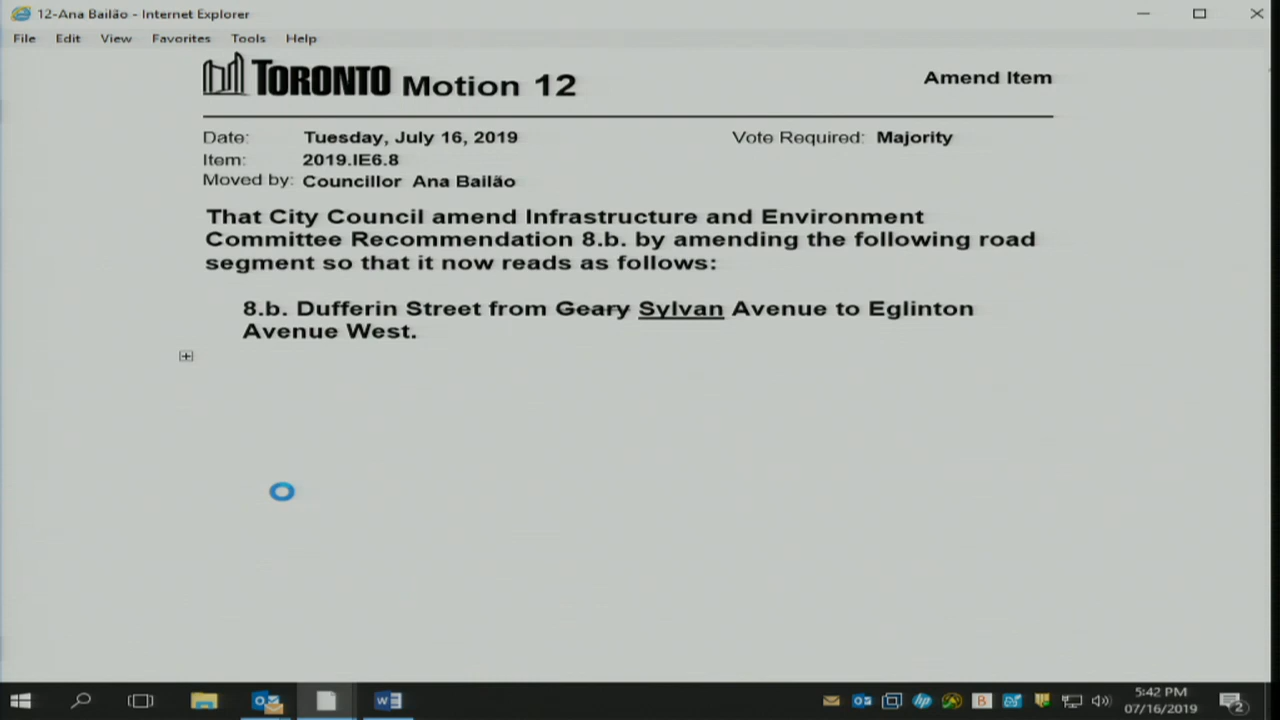 12-Ana Bailão - Internet Explorer
File Edit View Favorites Tools Help
TORONTO Motion 12
Amend Item
Date: Tuesday, July 16, 2019
Vote Required: Majority
Item: 2019.IE6.8
Moved by: Councillor Ana Bailão
That City Council amend Infrastructure and Environment
Committee Recommendation 8.b. by amending the following road
segment so that it now reads as follows:
8.b. Dufferin Street from Geary Sylvan Avenue to Eglinton
Avenue West.
5:42 PM
07/16/2019
2